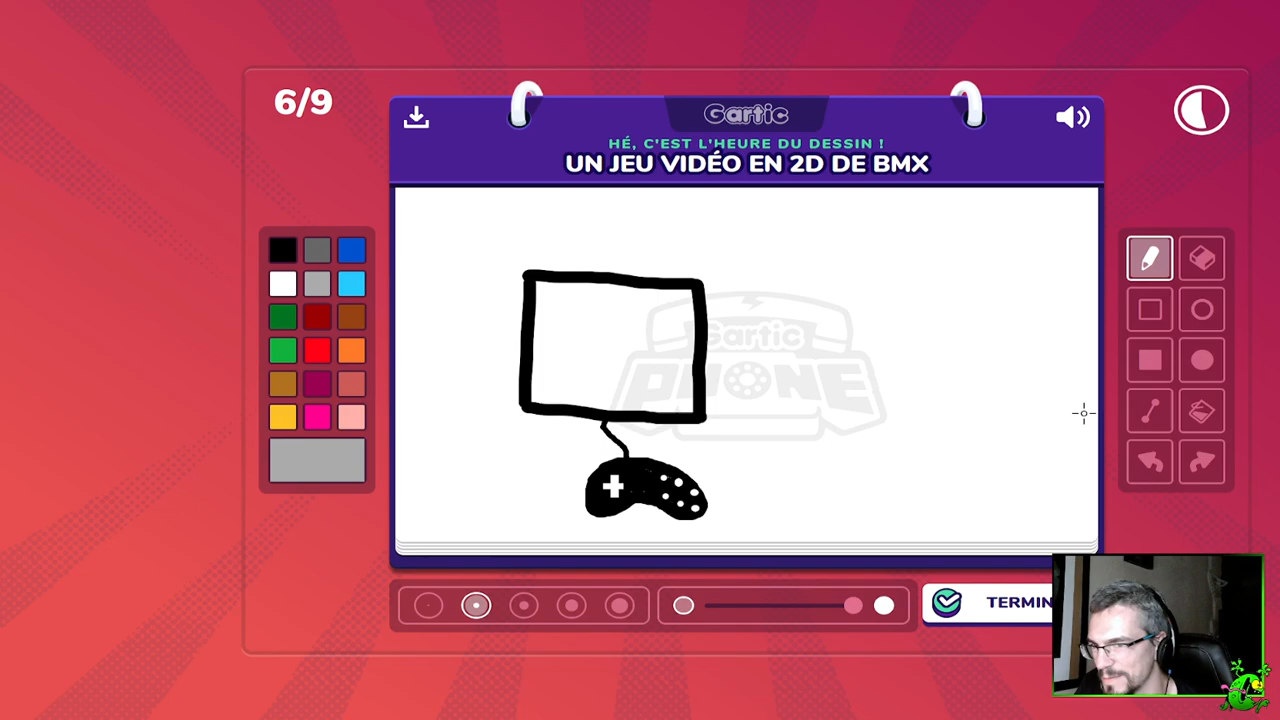 6/9
Gartic
HÉ, C'EST L'HEURE DU DESSIN !
UN JEU VIDÉO EN 2D DE BMX
Gartic
PHONE
TERMIN